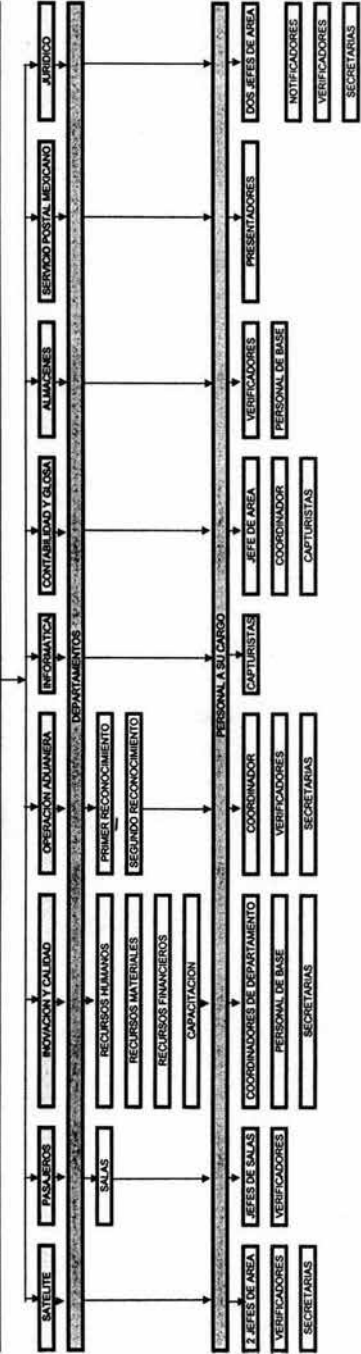 SATELITE
PASAJEROS
INOVACION Y CALIDAD
OPERACION ADUANERA
INFORMATICA
CONTABILIDAD Y GLOSA
ALMACENES
SERVICIO POSTAL MEXICANO
JURIDICO
DEPARTAMENTOS
SALAS
RECURSOS HUMANOS
RECURSOS MATERIALES
RECURSOS FINANCIEROS
CAPACITACION
PRIMER RECONOCIMIENTO
SEGUNDO RECONOCIMIENTO
PERSONAL A SU CARGO
2 JEFES DE AREA
VERIFICADORES
SECRETARIAS
JEFES DE SALAS
VERIFICADORES
COORDINADORES DE DEPARTAMENTO
PERSONAL DE BASE
SECRETARIAS
COORDINADOR
VERIFICADORES
SECRETARIAS
CAPTURISTAS
JEFE DE AREA
COORDINADOR
CAPTURISTAS
VERIFICADORES
PERSONAL DE BASE
PRESENTADORES
DOS JEFES DE AREA
NOTIFICADORES
VERIFICADORES
SECRETARIAS